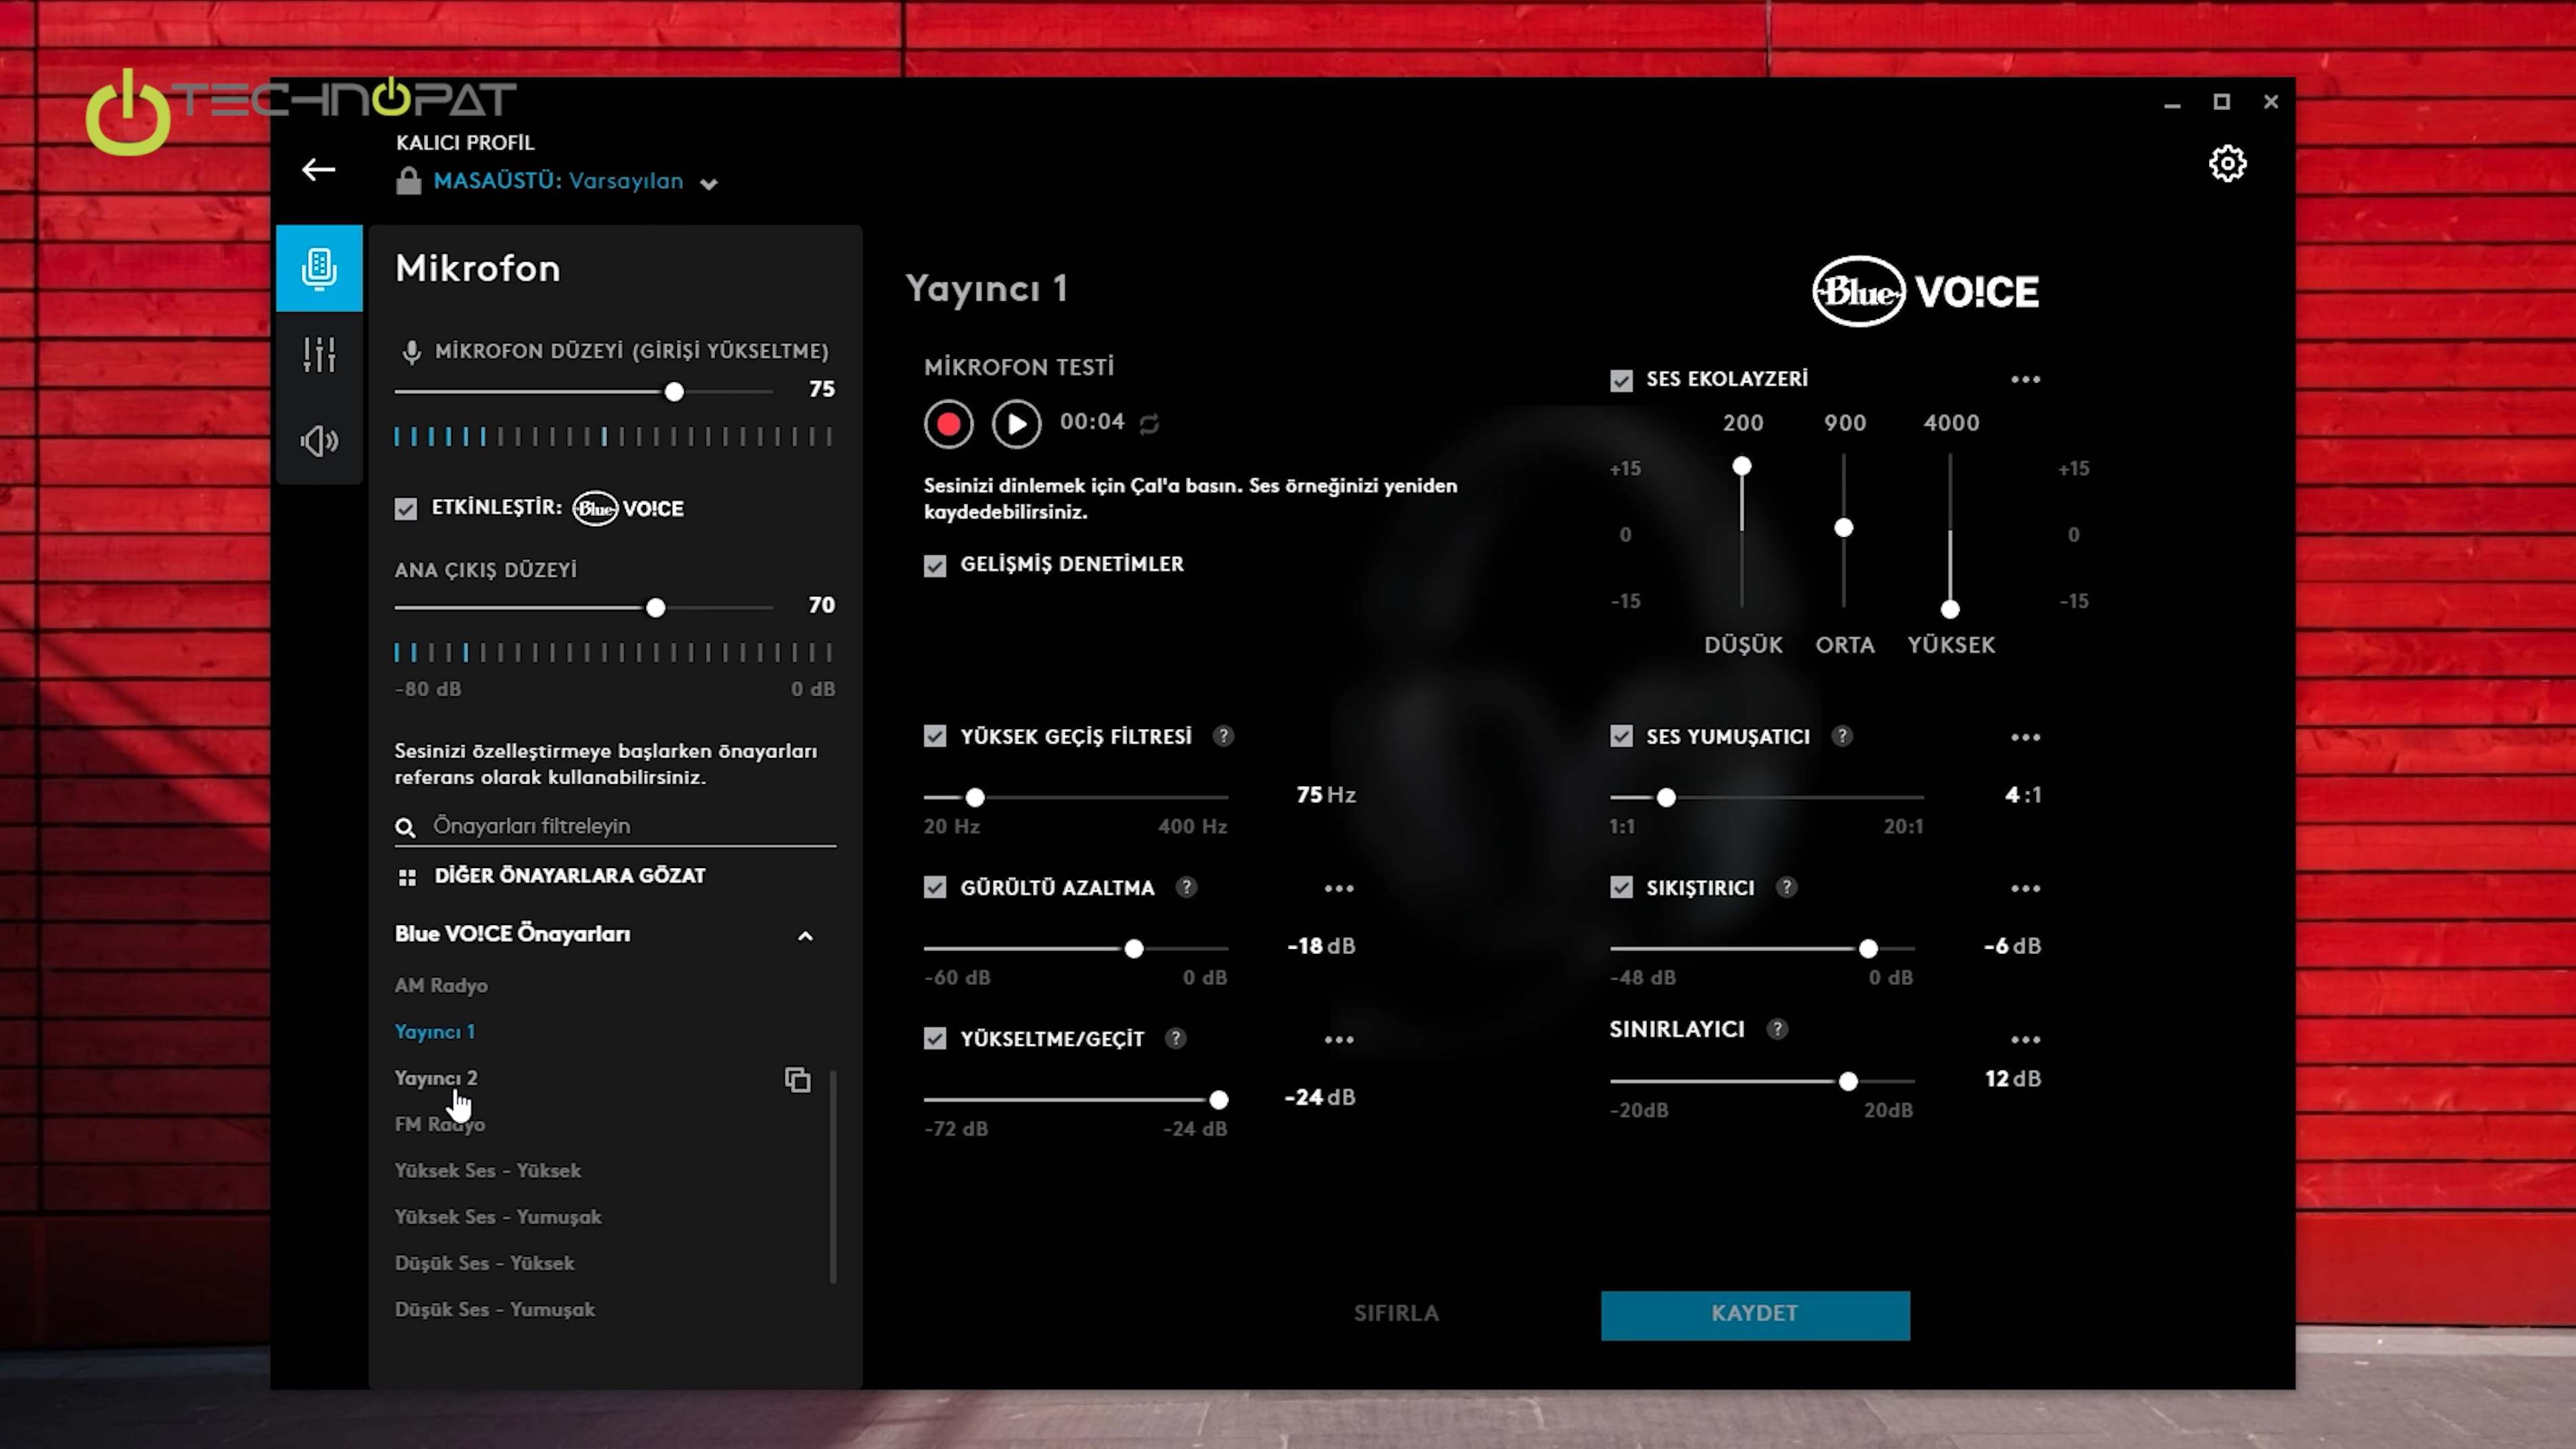 TECHNOPAT
KALICI PROFİL
MASAÜSTÜ: Varsayılan
Mikrofon
MİKROFON DÜZEYİ (GİRİŞİ YÜKSELTME)
75
ETKİNLEŞTİR: Blue VO!CE
ANA ÇIKIŞ DÜZEYİ
70
-80 dB 0 dB
Sesinizi özelleştirmeye başlarken önayarları
referans olarak kullanabilirsiniz.
Önayarları filtreleyin
DİĞER ÖNAYARLARA GÖZAT
Blue VO!CE Önayarları
AM Radyo
Yayıncı 1
Yayıncı 2
FM Radyo
Yüksek Ses - Yüksek
Yüksek Ses - Yumuşak
Düşük Ses - Yüksek
Düşük Ses - Yumuşak
Yayıncı 1
Blue VO!CE
MİKROFON TESTİ
00:04
Sesinizi dinlemek için Çal'a basın. Ses örneğinizi yeniden
kaydedebilirsiniz.
GELİŞMİŞ DENETİMLER
SES EKOLAYZERİ
200 900 4000
+15 +15
0 0
-15 -15
DÜŞÜK ORTA YÜKSEK
YÜKSEK GEÇİŞ FİLTRESİ ?
75 Hz
20 Hz 400 Hz
GÜRÜLTÜ AZALTMA ?
-18 dB
-60 dB 0 dB
YÜKSELTME/GEÇİT ?
-24 dB
-72 dB -24 dB
SES YUMUŞATICI ?
4 :1
1:1 20:1
SIKIŞTIRICI ?
-6 dB
-48 dB 0 dB
SINIRLAYICI ?
12 dB
-20dB 20dB
SIFIRLA
KAYDET